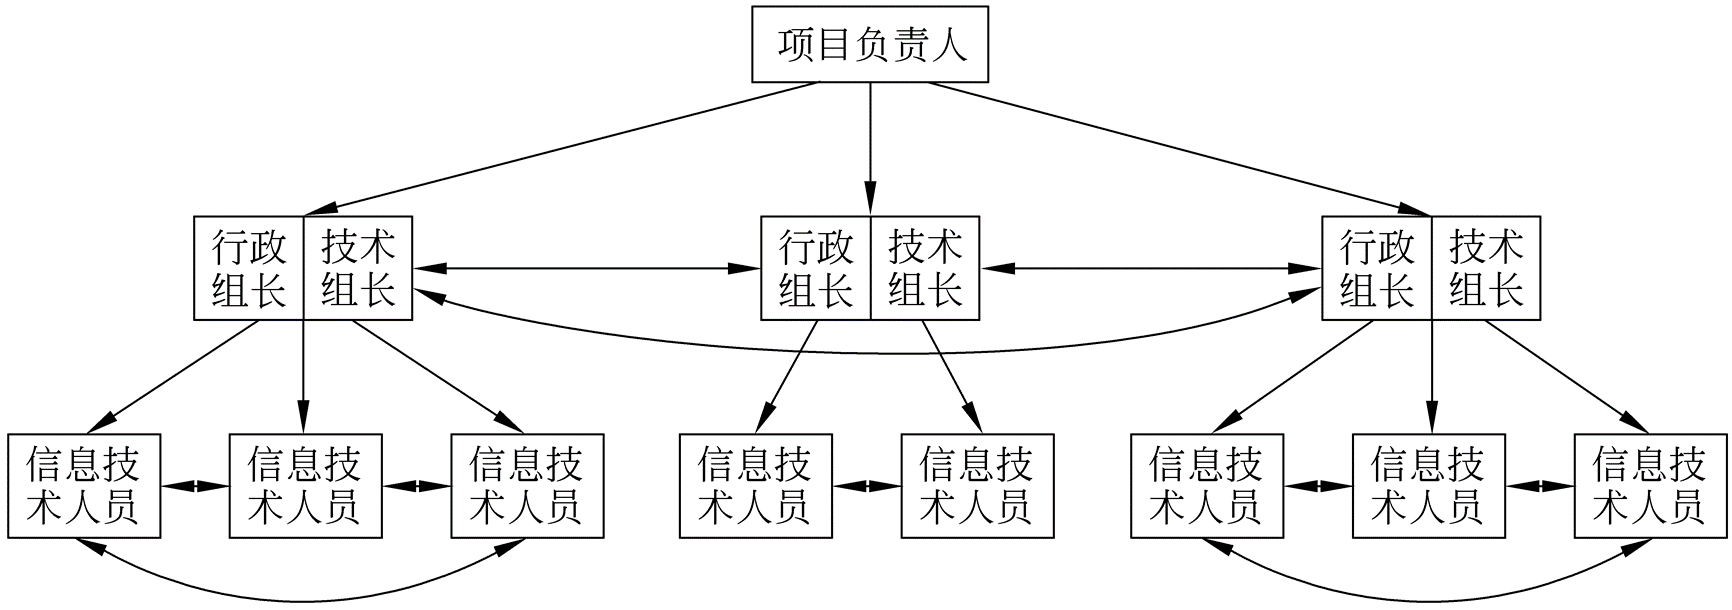 项目负责人
行政
组长
技术
组长
行政
组长
技术
组长
行政
组长
技术
组长
信息技
术人员
信息技
术人员
信息技
术人员
信息技
术人员
信息技
术人员
信息技
术人员
信息技
术人员
信息技
术人员